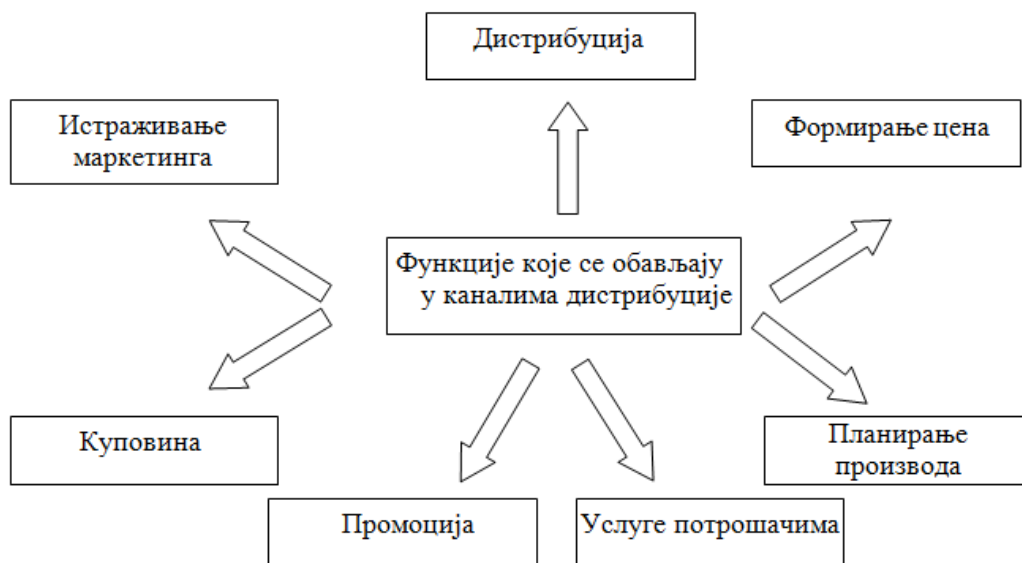 Дистрибуција
Истраживање
маркетинга
Формирање цена
Функције које се обављају
у каналима дистрибуције
Куповина
Планирање
производа
Промоција
Услуге потрошачима